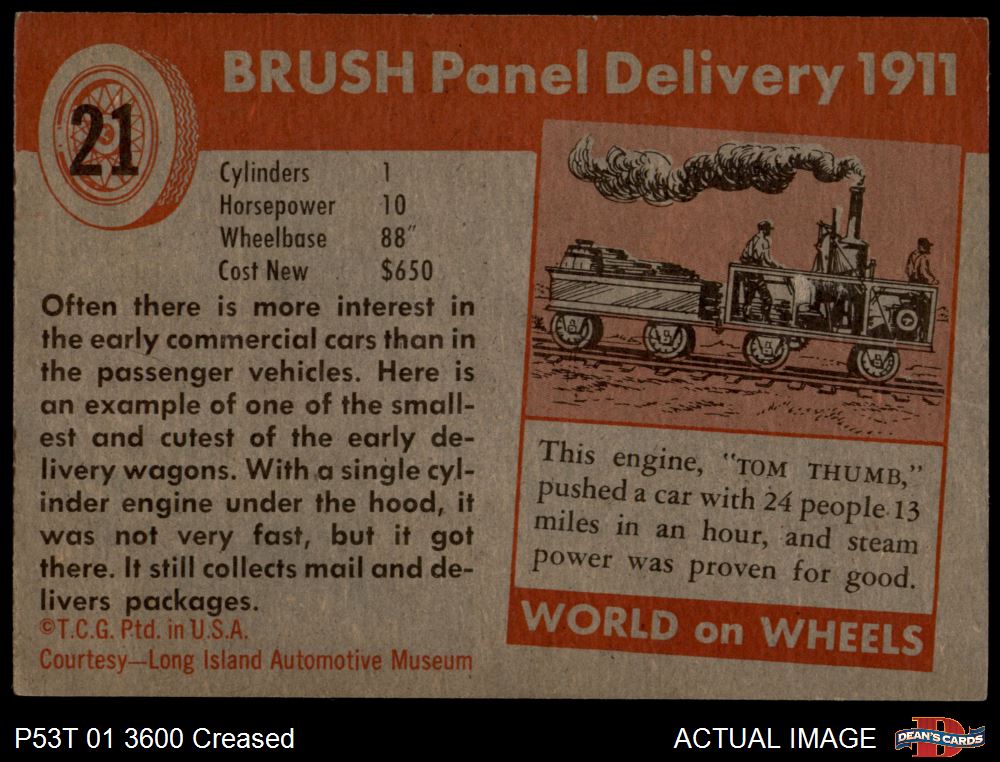 BRUSH Panel Delivery 1911
21
Cylinders 1
Horsepower 10
Wheelbase 88″
Cost New $650
Often there is more interest in
the early commercial cars than in
the passenger vehicles. Here is
an example of one of the small-
est and cutest of the early de-
livery wagons. With a single cyl-
inder engine under the hood, it
was not very fast, but it got
there. It still collects mail and de-
livers packages.
©T.C.G. Ptd. in U.S.A.
Courtesy—Long Island Automotive Museum
This engine, "TOM THUMB,"
pushed a car with 24 people 13
miles in an hour, and steam
power was proven for good.
WORLD on WHEELS
P53T 01 3600 Creased
ACTUAL IMAGE
D
DEAN'S CARDS